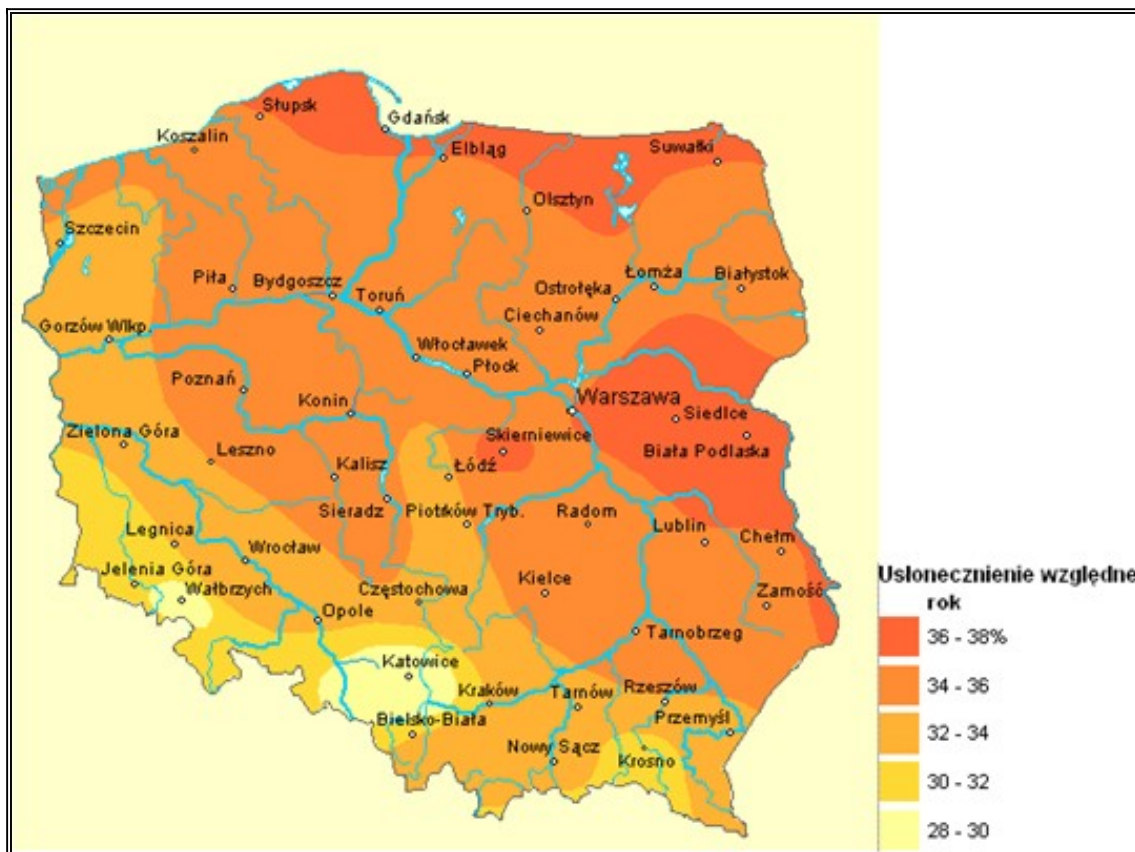 Słupsk
Gdańsk
Koszalin
Elbląg
Suwałki
Olsztyn
Szczecin
Piła
Bydgoszcz
Toruń
Ostrołęka
Łomża
Białystok
Ciechanów
Gorzów Wlkp.
Włocławek
Płock
Poznań
Konin
Warszawa
Siedlce
Zielona Góra
Leszno
Skierniewice
Biała Podlaska
Kalisz
Łódź
Sieradz
Piotrków Tryb.
Radom
Lublin
Chełm
Legnica
Wrocław
Jelenia Góra
Wałbrzych
Częstochowa
Kielce
Zamość
Opole
Tarnobrzeg
Katowice
Kraków
Tarnów
Rzeszów
Przemyśl
Bielsko-Biała
Nowy Sącz
Krosno
Usłonecznienie względne
rok
36 - 38%
34 - 36
32 - 34
30 - 32
28 - 30